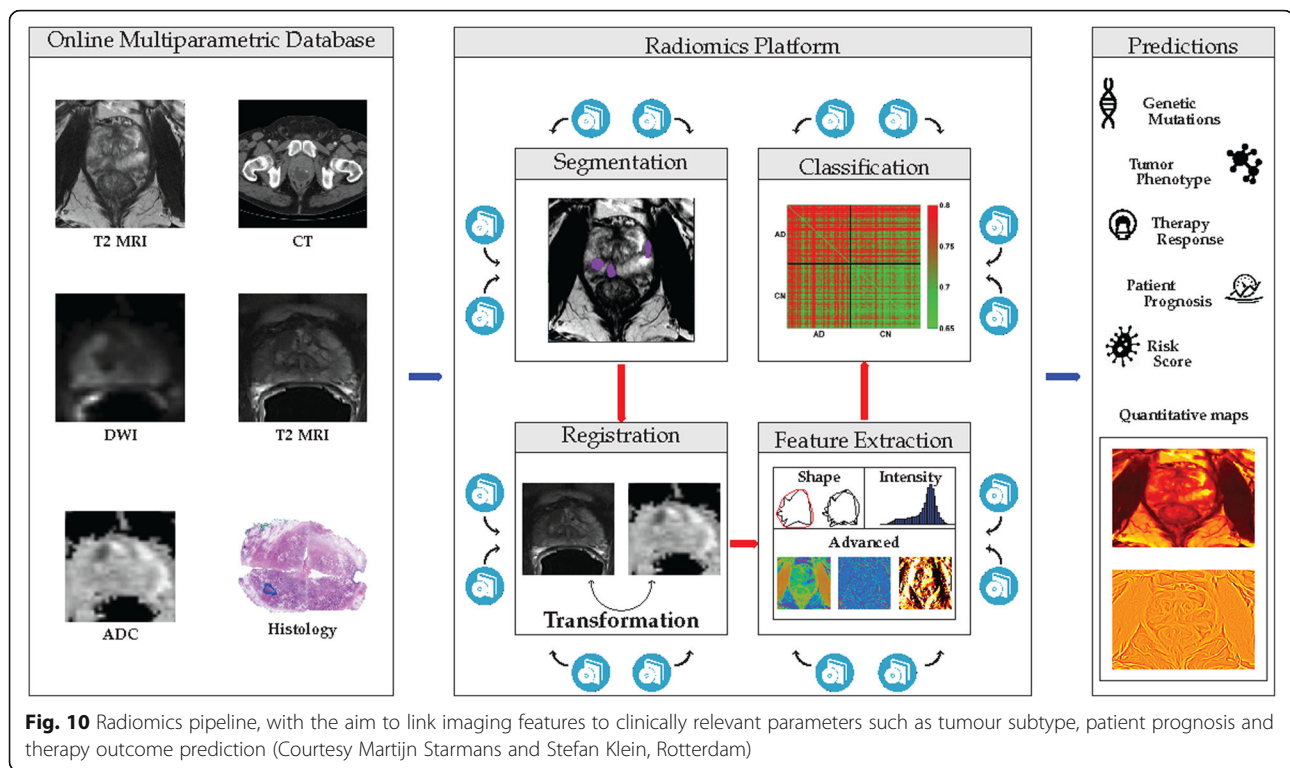 Online Multiparametric Database
T2 MRI
CT
DWI
T2 MRI
ADC
Histology
Radiomics Platform
Segmentation
Classification
AD
CN
AD
CN
0.8
0.75
0.7
0.65
Registration
Transformation
Feature Extraction
Shape
Intensity
Advanced
Predictions
Genetic
Mutations
Tumor
Phenotype
Therapy
Response
Patient
Prognosis
Risk
Score
Quantitative maps
Fig. 10 Radiomics pipeline, with the aim to link imaging features to clinically relevant parameters such as tumour subtype, patient prognosis and
therapy outcome prediction (Courtesy Martijn Starmans and Stefan Klein, Rotterdam)